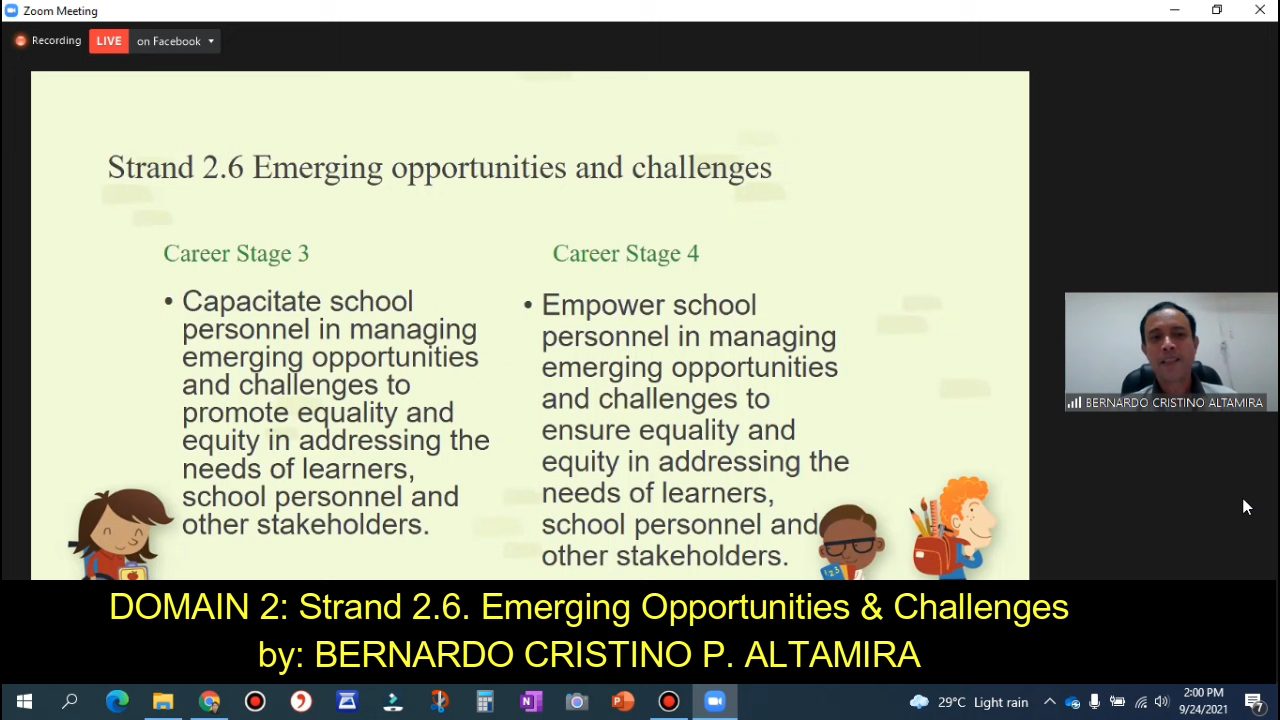 Zoom Meeting
Recording
LIVE
on Facebook
Strand 2.6 Emerging opportunities and challenges
Career Stage 3
• Capacitate school
personnel in managing
emerging opportunities
and challenges to
promote equality and
equity in addressing the
needs of learners,
school personnel and
other stakeholders.
Career Stage 4
• Empower school
personnel in managing
emerging opportunities
and challenges to
ensure equality and
equity in addressing the
needs of learners,
school personnel and
other stakeholders.
1 2 3
BERNARDO CRISTINO ALTAMIRA
DOMAIN 2: Strand 2.6. Emerging Opportunities & Challenges
by: BERNARDO CRISTINO P. ALTAMIRA
29°C Light rain
2:00 PM
9/24/2021
7